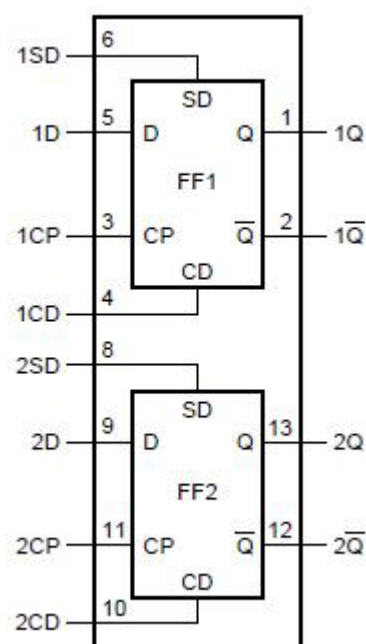 6
1SD
SD
5
1
1D
D
Q
1Q
FF1
3
2
1CP
CP
Q̅
1Q̅
CD
4
1CD
8
2SD
SD
9
13
2D
D
Q
2Q
FF2
11
12
2CP
CP
Q̅
2Q̅
CD
10
2CD